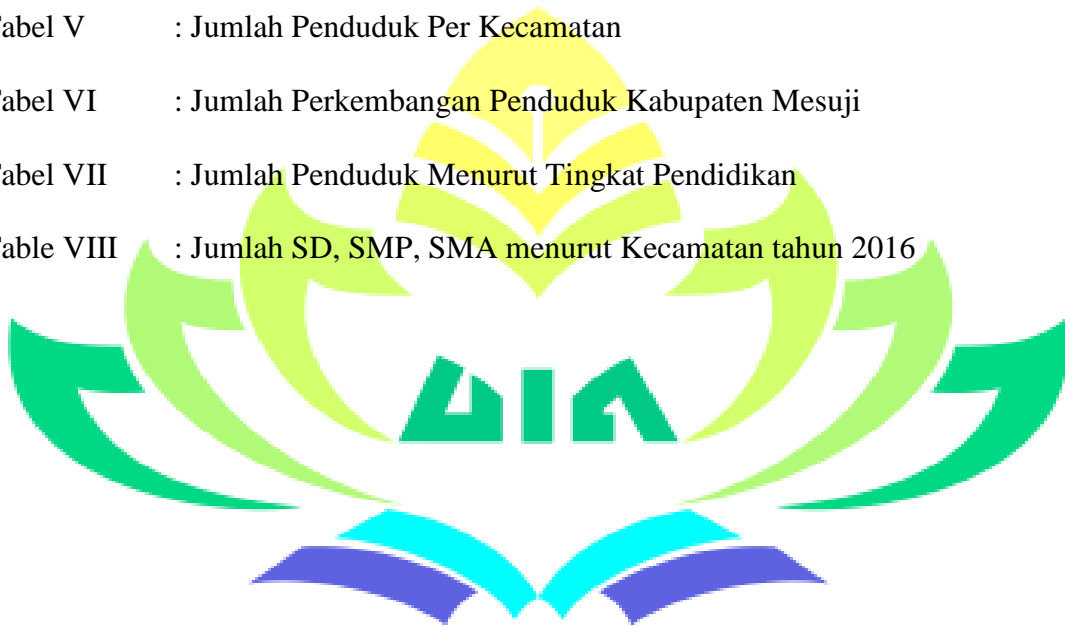 abel V : Jumlah Penduduk Per Kecamatan
abel VI : Jumlah Perkembangan Penduduk Kabupaten Mesuji
abel VII : Jumlah Penduduk Menurut Tingkat Pendidikan
able VIII : Jumlah SD, SMP, SMA menurut Kecamatan tahun 2016